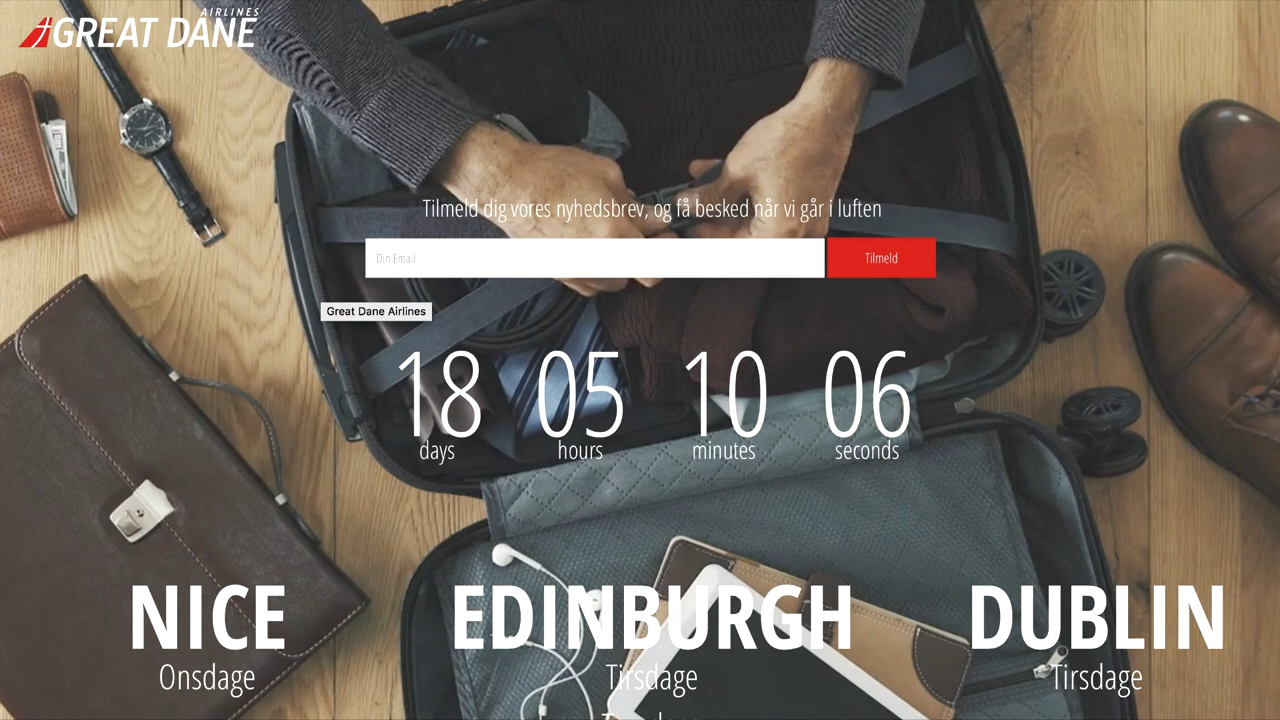 AIRLINES
GREAT DANE
Tilmeld dig vores nyhedsbrev, og få besked når vi går i luften
Din Email
Tilmeld
Great Dane Airlines
18 05 10 06
days hours minutes seconds
NICE EDINBURGH DUBLIN
Onsdage Tirsdage Tirsdage